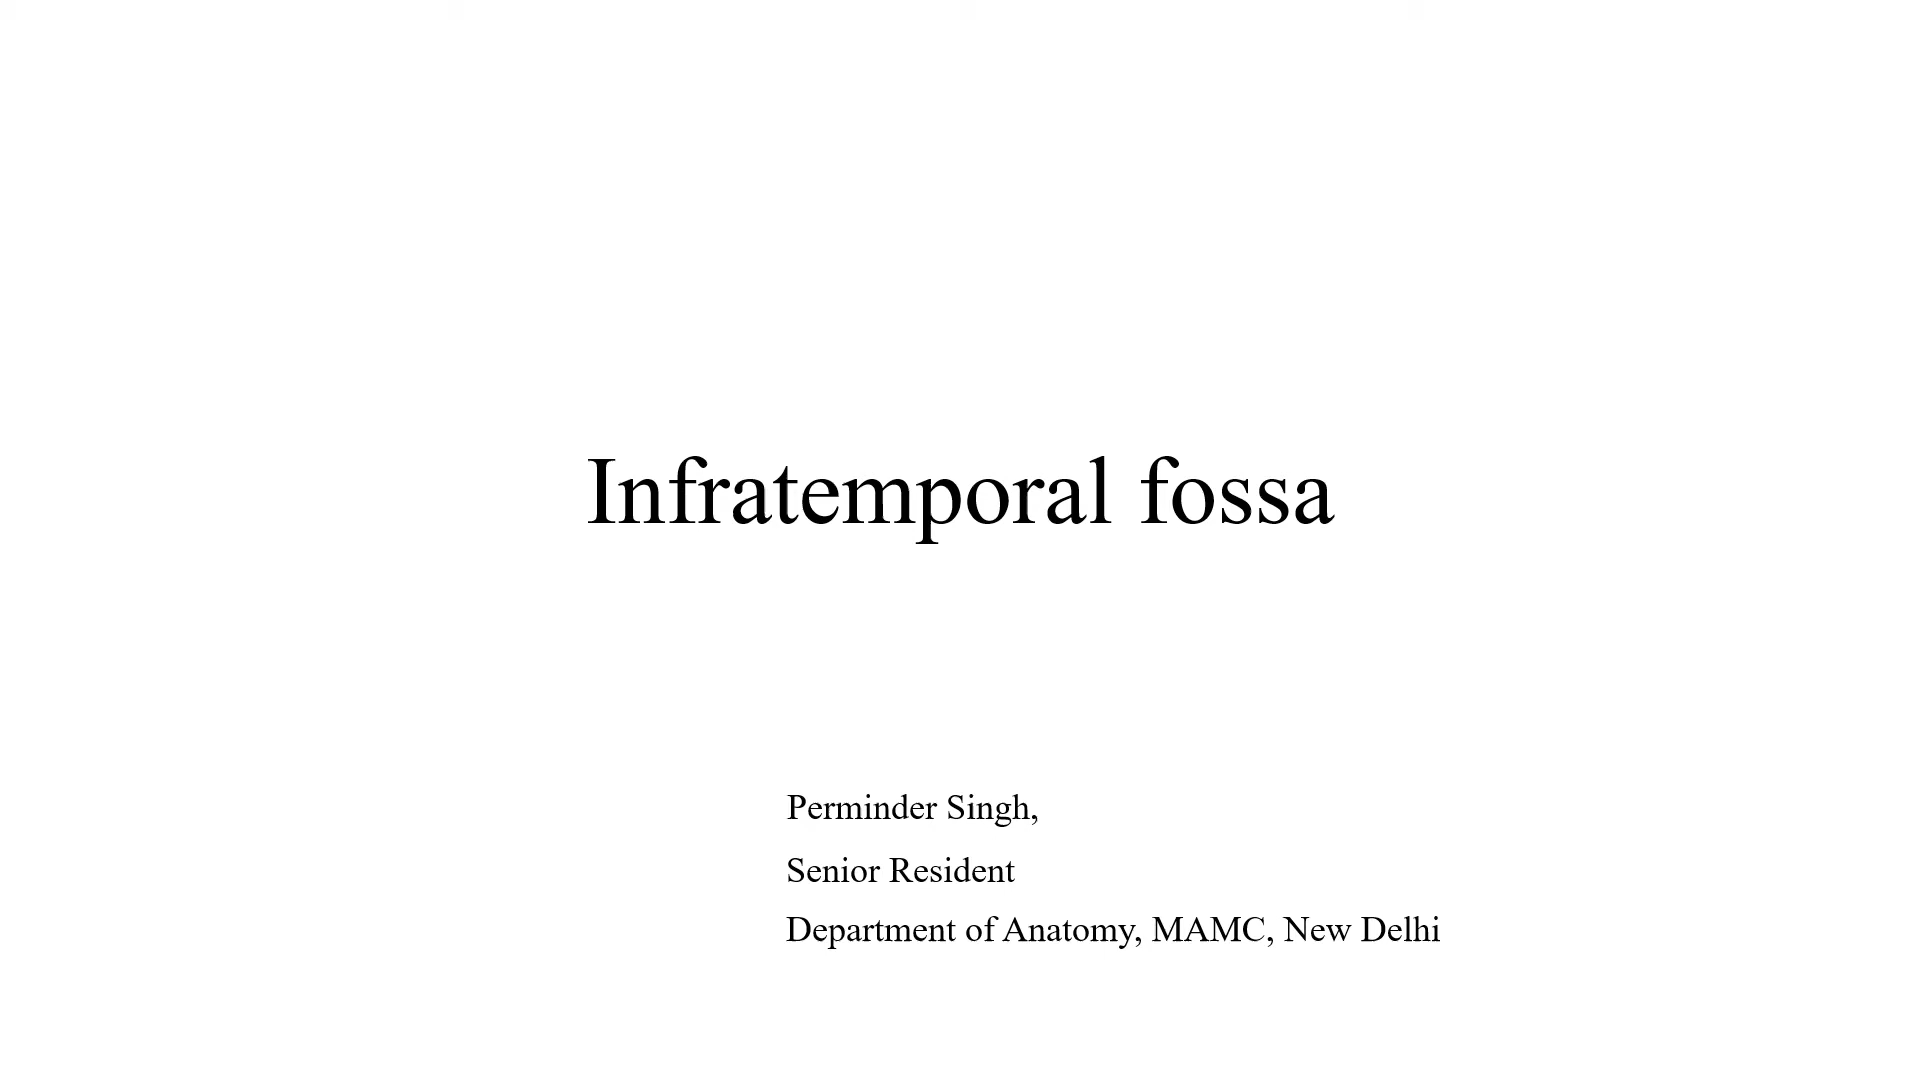 Infratemporal fossa
Perminder Singh,
Senior Resident
Department of Anatomy, MAMC, New Delhi